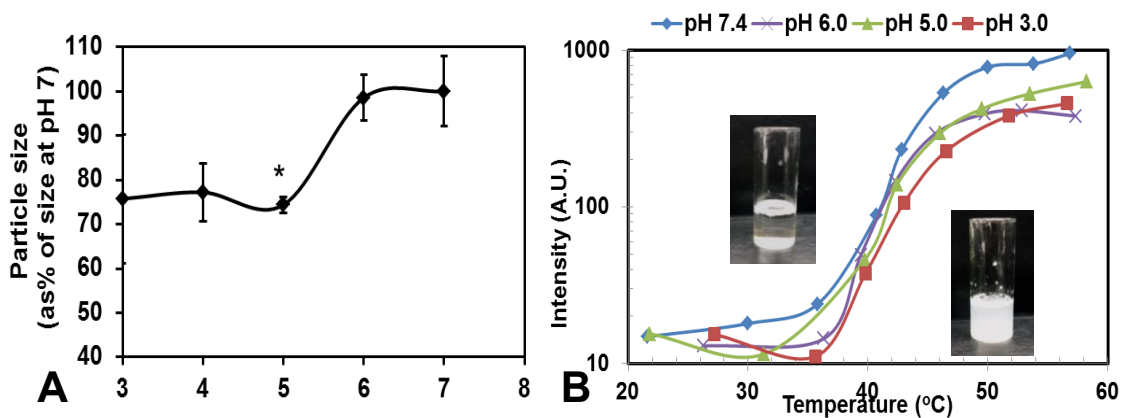 pH 7.4 pH 6.0 pH 5.0 pH 3.0
Particle size
(as% of size at pH 7)
110
100
90
80
70
60
50
40
*
3 4 5 6 7 8
A
Intensity (A.U.)
1000
100
10
20 30 40 50 60
Temperature (ºC)
B